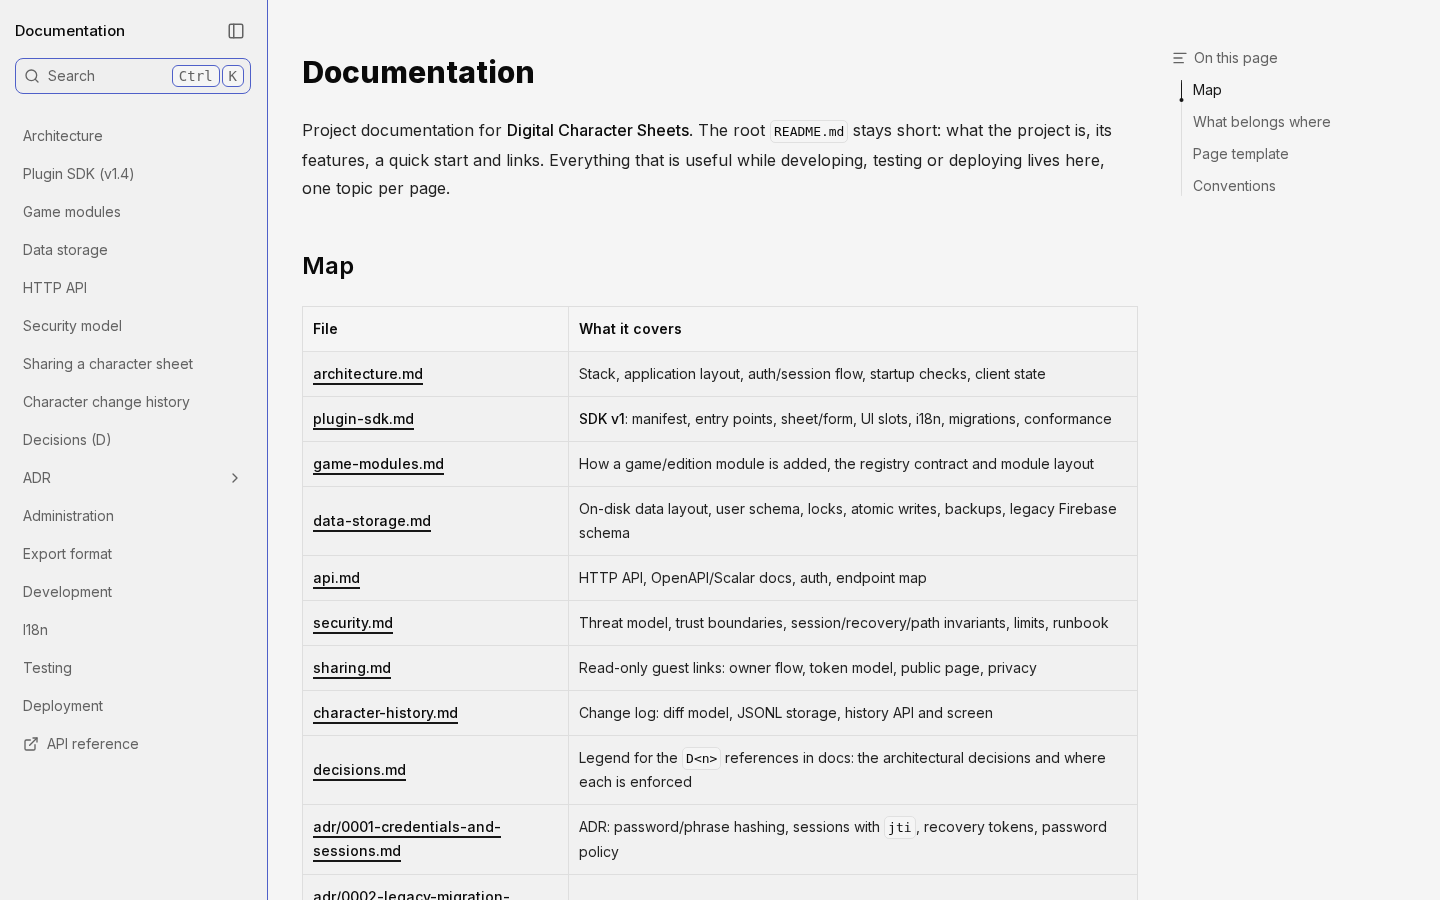 Documentation
Search Ctrl K
Architecture
Plugin SDK (v1.4)
Game modules
Data storage
HTTP API
Security model
Sharing a character sheet
Character change history
Decisions (D)
ADR
Administration
Export format
Development
I18n
Testing
Deployment
API reference
Documentation
Project documentation for Digital Character Sheets. The root README.md stays short: what the project is, its
features, a quick start and links. Everything that is useful while developing, testing or deploying lives here,
one topic per page.
Map
File What it covers
architecture.md Stack, application layout, auth/session flow, startup checks, client state
plugin-sdk.md SDK v1: manifest, entry points, sheet/form, UI slots, i18n, migrations, conformance
game-modules.md How a game/edition module is added, the registry contract and module layout
data-storage.md On-disk data layout, user schema, locks, atomic writes, backups, legacy Firebase
schema
api.md HTTP API, OpenAPI/Scalar docs, auth, endpoint map
security.md Threat model, trust boundaries, session/recovery/path invariants, limits, runbook
sharing.md Read-only guest links: owner flow, token model, public page, privacy
character-history.md Change log: diff model, JSONL storage, history API and screen
decisions.md Legend for the D<n> references in docs: the architectural decisions and where
each is enforced
adr/0001-credentials-and- ADR: password/phrase hashing, sessions with jti, recovery tokens, password
sessions.md policy
adr/0002-legacy-migration-
On this page
Map
What belongs where
Page template
Conventions